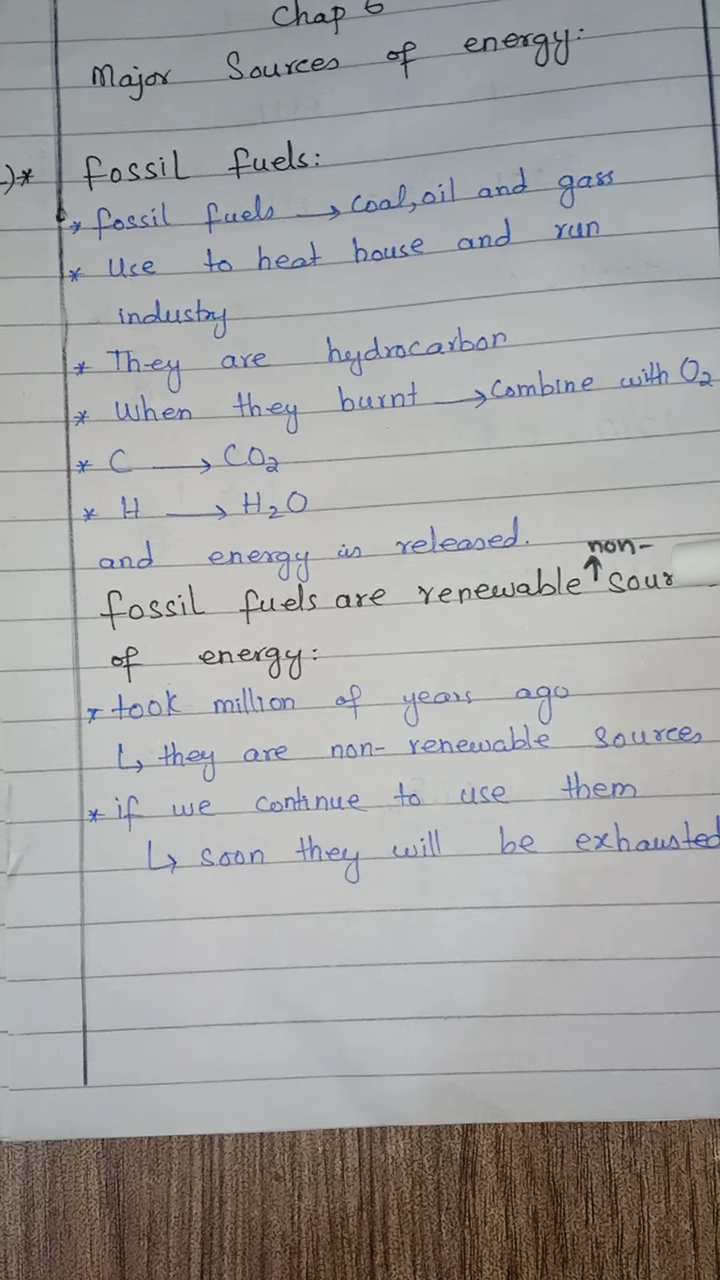 Chap 6
Major Sources of energy:
* fossil fuels:
* fossil fuels → coal, oil and gass
* Use to heat house and run
industry
* They are hydrocarbon
* When they burnt → combine with O₂
* C → CO₂
* H → H₂O
and energy is released.
non-
fossil fuels are renewable ↑ sour
of energy:
* took million of years ago
↳ they are non-renewable sources
* if we continue to use them
↳ soon they will be exhausted